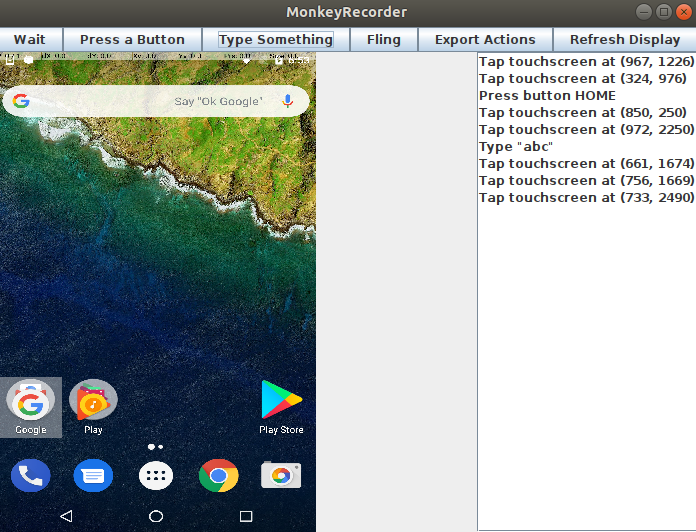 MonkeyRecorder
Wait
Press a Button
Type Something
Fling
Export Actions
Refresh Display
Say "Ok Google"
Google
Play
Play Store
Tap touchscreen at (967, 1226)
Tap touchscreen at (324, 976)
Press button HOME
Tap touchscreen at (850, 250)
Tap touchscreen at (972, 2250)
Type "abc"
Tap touchscreen at (661, 1674)
Tap touchscreen at (756, 1669)
Tap touchscreen at (733, 2490)